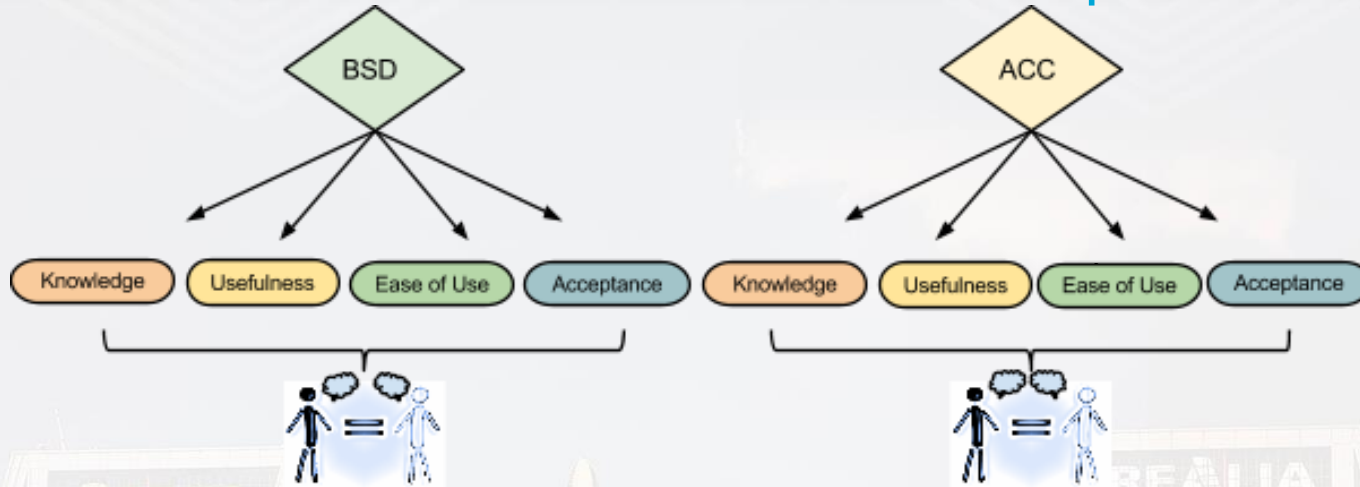 BSD
ACC
Knowledge
Usefulness
Ease of Use
Acceptance
Knowledge
Usefulness
Ease of Use
Acceptance